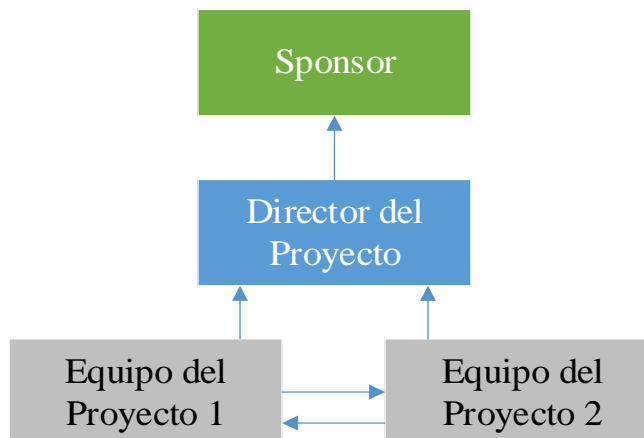 Sponsor
Director del
Proyecto
Equipo del
Proyecto 1
Equipo del
Proyecto 2